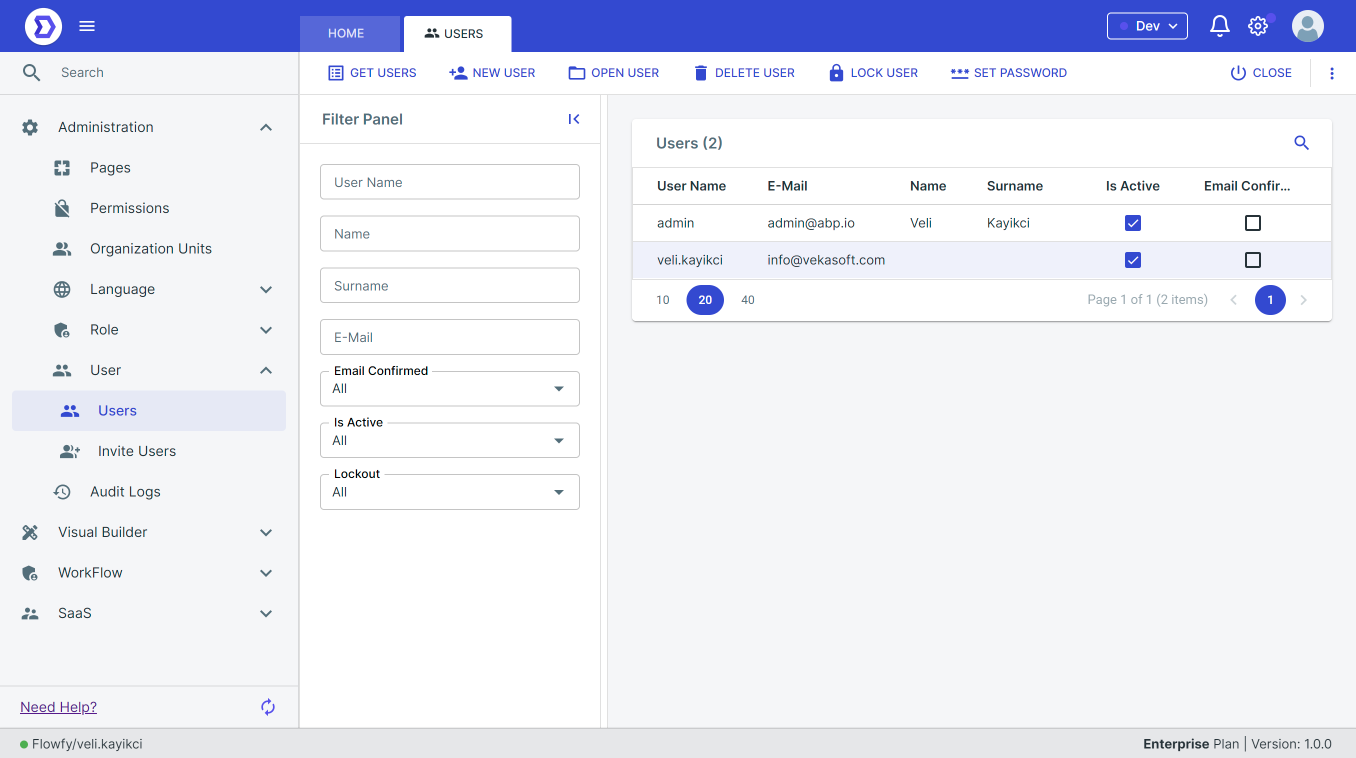 HOME
USERS
Dev
Search
GET USERS
NEW USER
OPEN USER
DELETE USER
LOCK USER
SET PASSWORD
CLOSE
Administration
Pages
Permissions
Organization Units
Language
Role
User
Users
Invite Users
Audit Logs
Visual Builder
WorkFlow
SaaS
Need Help?
Filter Panel
User Name
Name
Surname
E-Mail
Email Confirmed
All
Is Active
All
Lockout
All
Users (2)
User Name E-Mail Name Surname Is Active Email Confir...
admin admin@abp.io Veli Kayikci
veli.kayikci info@vekasoft.com
10 20 40 Page 1 of 1 (2 items) 1
Flowfy/veli.kayikci
Enterprise Plan | Version: 1.0.0